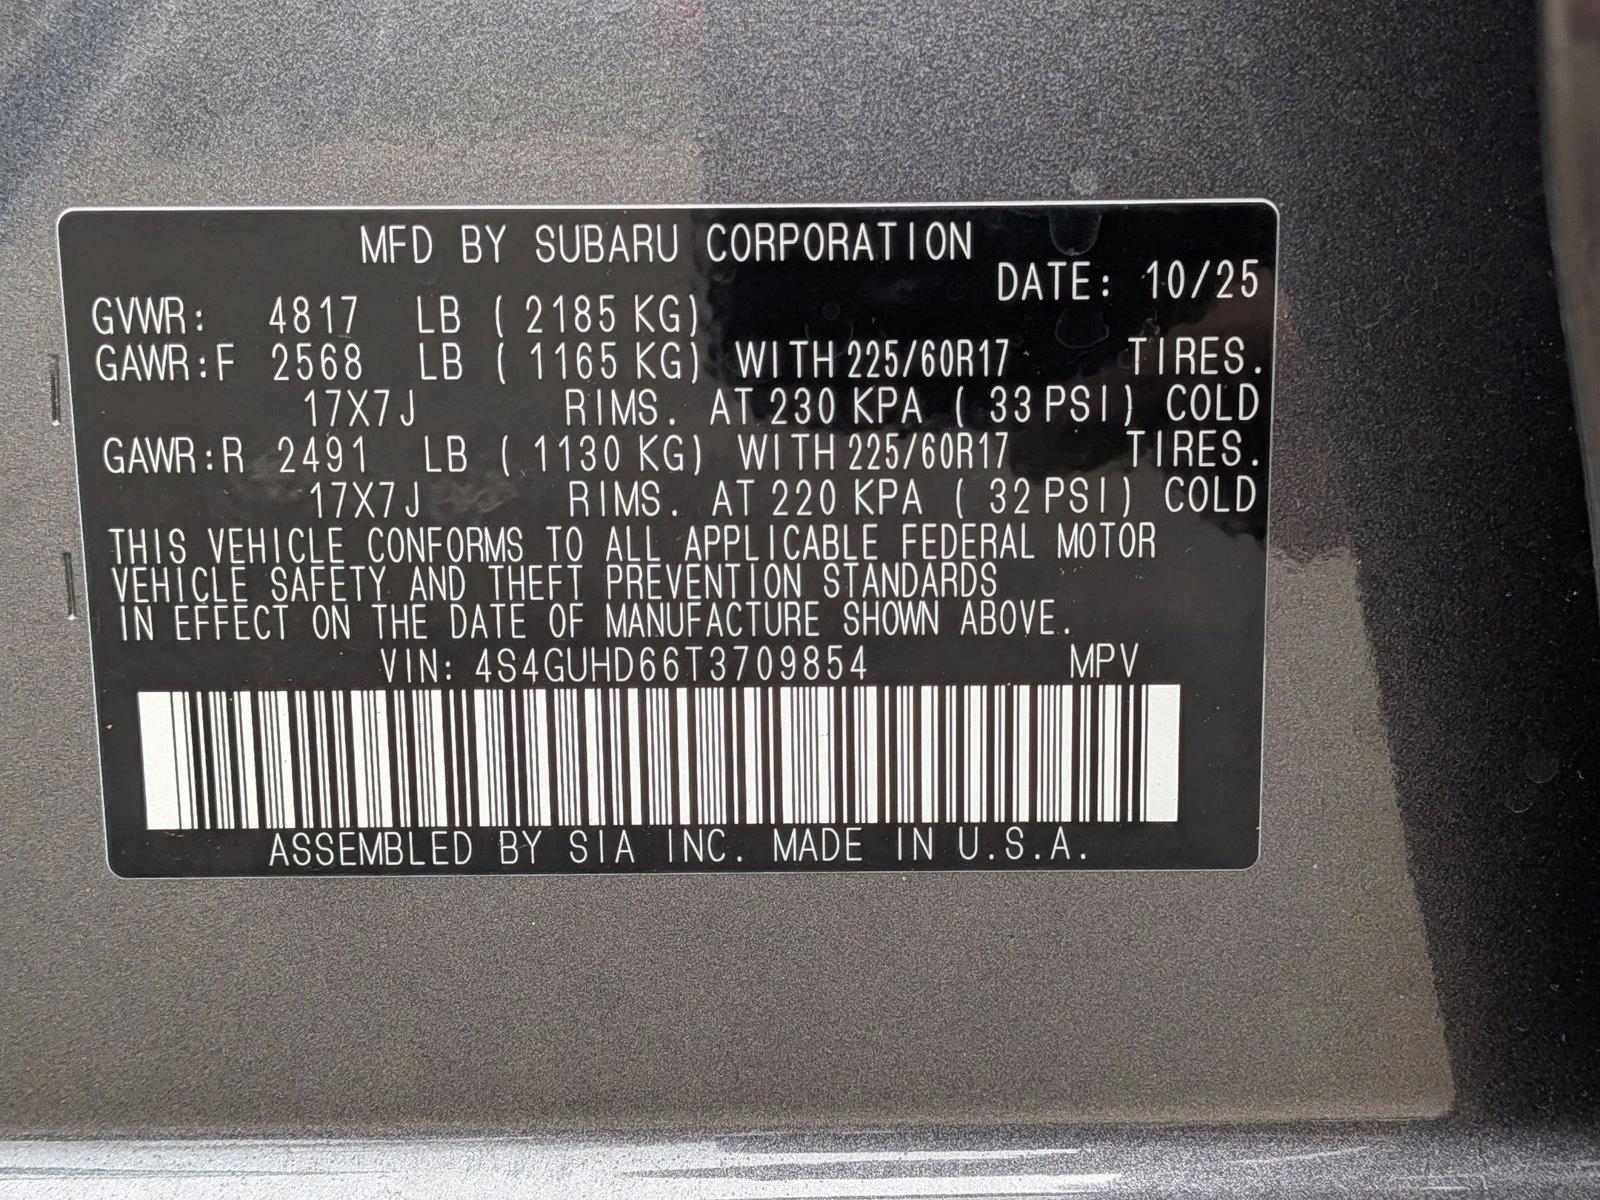 MFD BY SUBARU CORPORATION
DATE: 10/25
GVWR: 4817 LB ( 2185 KG)
GAWR:F 2568 LB ( 1165 KG) WITH 225/60R17 TIRES.
17X7J RIMS. AT 230 KPA ( 33 PSI) COLD
GAWR:R 2491 LB ( 1130 KG) WITH 225/60R17 TIRES.
17X7J RIMS. AT 220 KPA ( 32 PSI) COLD
THIS VEHICLE CONFORMS TO ALL APPLICABLE FEDERAL MOTOR
VEHICLE SAFETY AND THEFT PREVENTION STANDARDS
IN EFFECT ON THE DATE OF MANUFACTURE SHOWN ABOVE.
VIN: 4S4GUHD66T3709854 MPV
ASSEMBLED BY SIA INC. MADE IN U.S.A.